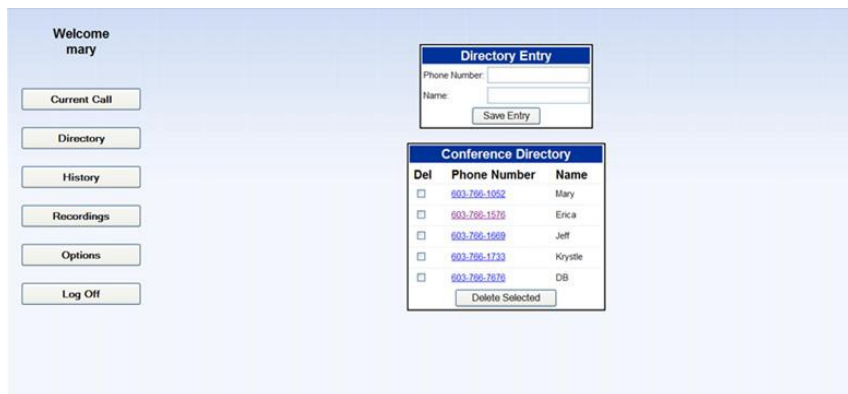 Welcome
mary
Current Call
Directory
History
Recordings
Options
Log Off
Directory Entry
Phone Number:
Name:
Save Entry
Conference Directory
Del Phone Number Name
603-766-1052 Mary
603-766-1576 Erica
603-766-1669 Jeff
603-766-1733 Krystle
603-766-7676 DB
Delete Selected